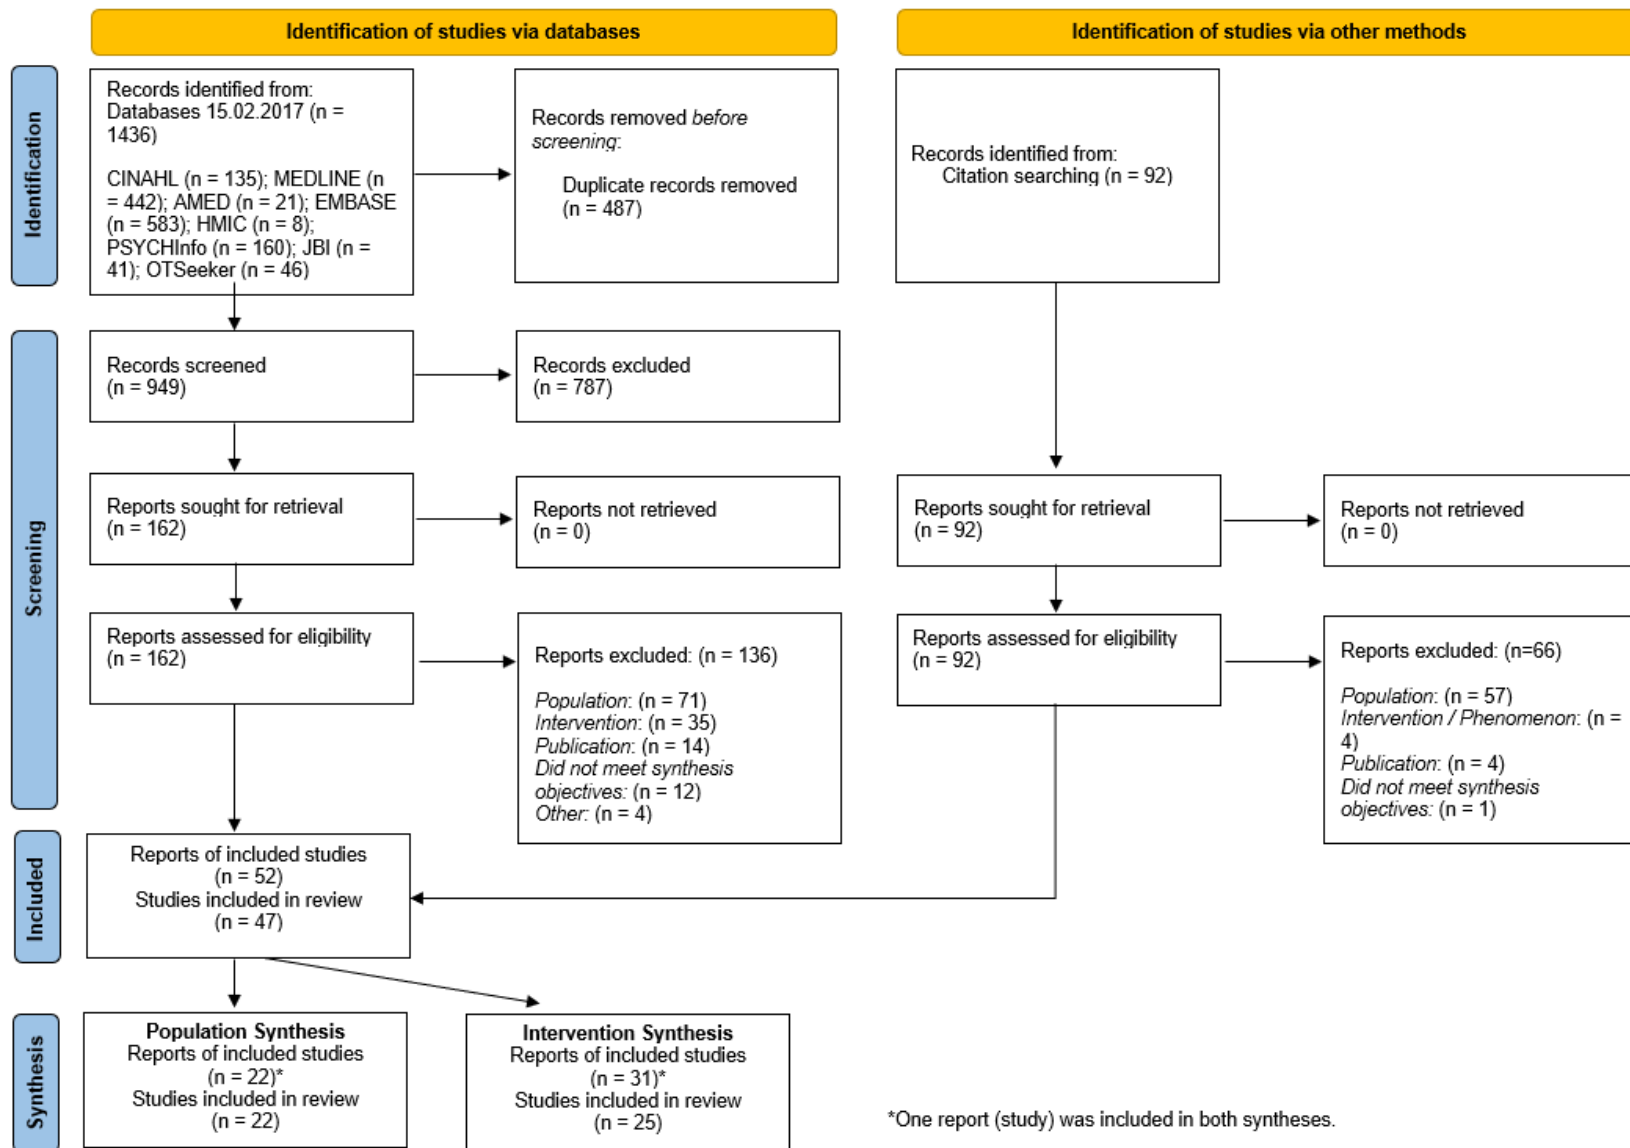 Identification of studies via databases
Identification of studies via other methods
Identification
Records identified from:
Databases 15.02.2017 (n =
1436)
CINAHL (n = 135); MEDLINE (n
= 442); AMED (n = 21); EMBASE
(n = 583); HMIC (n = 8);
PSYCHInfo (n = 160); JBI (n =
41); OTSeeker (n = 46)
Records removed before
screening:
Duplicate records removed
(n = 487)
Records identified from:
Citation searching (n = 92)
Screening
Records screened
(n = 949)
Records excluded
(n = 787)
Reports sought for retrieval
(n = 162)
Reports not retrieved
(n = 0)
Reports sought for retrieval
(n = 92)
Reports not retrieved
(n = 0)
Reports assessed for eligibility
(n = 162)
Reports excluded: (n = 136)
Population: (n = 71)
Intervention: (n = 35)
Publication: (n = 14)
Did not meet synthesis
objectives: (n = 12)
Other: (n = 4)
Reports assessed for eligibility
(n = 92)
Reports excluded: (n=66)
Population: (n = 57)
Intervention / Phenomenon: (n =
4)
Publication: (n = 4)
Did not meet synthesis
objectives: (n = 1)
Included
Reports of included studies
(n = 52)
Studies included in review
(n = 47)
Synthesis
Population Synthesis
Reports of included studies
(n = 22)*
Studies included in review
(n = 22)
Intervention Synthesis
Reports of included studies
(n = 31)*
Studies included in review
(n = 25)
*One report (study) was included in both syntheses.